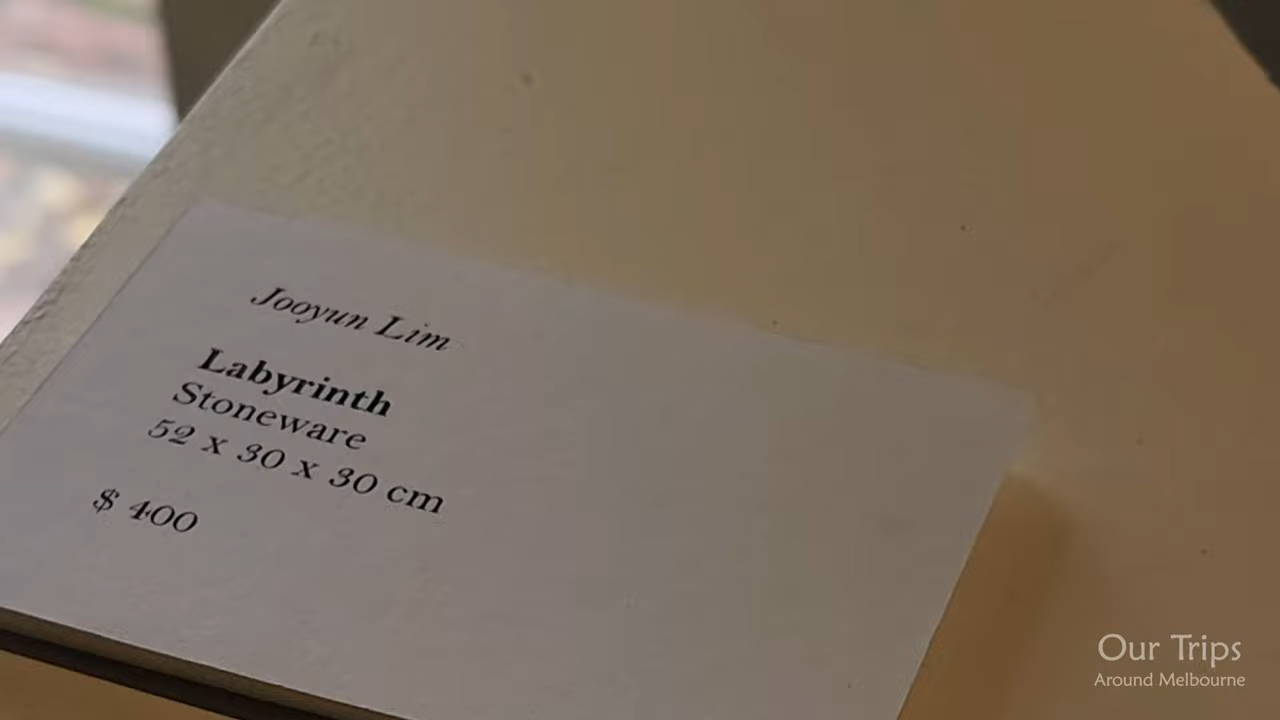 Jooyun Lim
Labyrinth
Stoneware
52 x 30 x 30 cm
$ 400
Our Trips
Around Melbourne